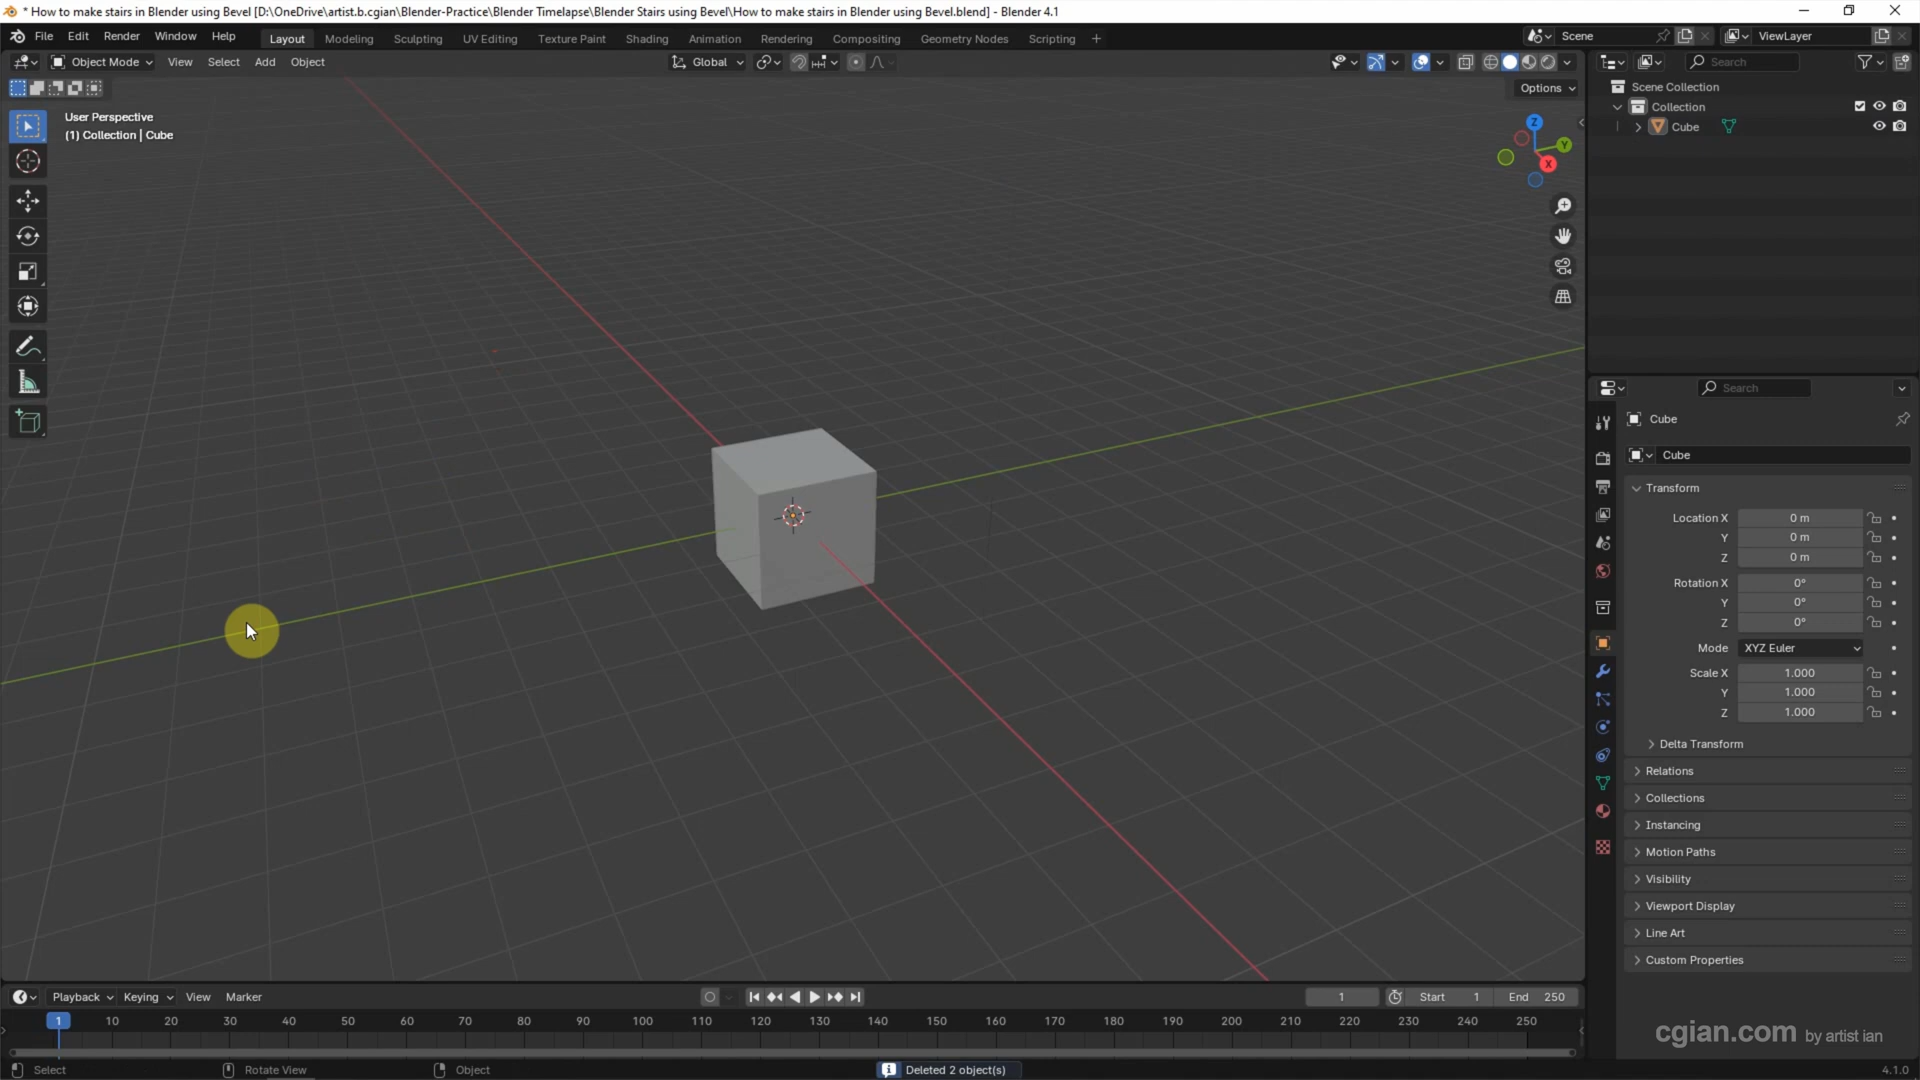 * How to make stairs in Blender using Bevel [D:\OneDrive\artist.b.cgian\Blender-Practice\Blender Timelapse\Blender Stairs using Bevel\How to make stairs in Blender using Bevel.blend] - Blender 4.1
File Edit Render Window Help Layout Modeling Sculpting UV Editing Texture Paint Shading Animation Rendering Compositing Geometry Nodes Scripting + Scene ViewLayer
Object Mode View Select Add Object Global Search
Options
User Perspective
(1) Collection | Cube
Z
Y
X
Scene Collection
Collection
Cube
Search
Cube
Cube
Transform
Location X 0 m
Y 0 m
Z 0 m
Rotation X 0°
Y 0°
Z 0°
Mode XYZ Euler
Scale X 1.000
Y 1.000
Z 1.000
Delta Transform
Relations
Collections
Instancing
Motion Paths
Visibility
Viewport Display
Line Art
Custom Properties
Playback Keying View Marker 1 Start 1 End 250
1 10 20 30 40 50 60 70 80 90 100 110 120 130 140 150 160 170 180 190 200 210 220 230 240 250
cgian.com by artist ian
Select Rotate View Object Deleted 2 object(s) 4.1.0